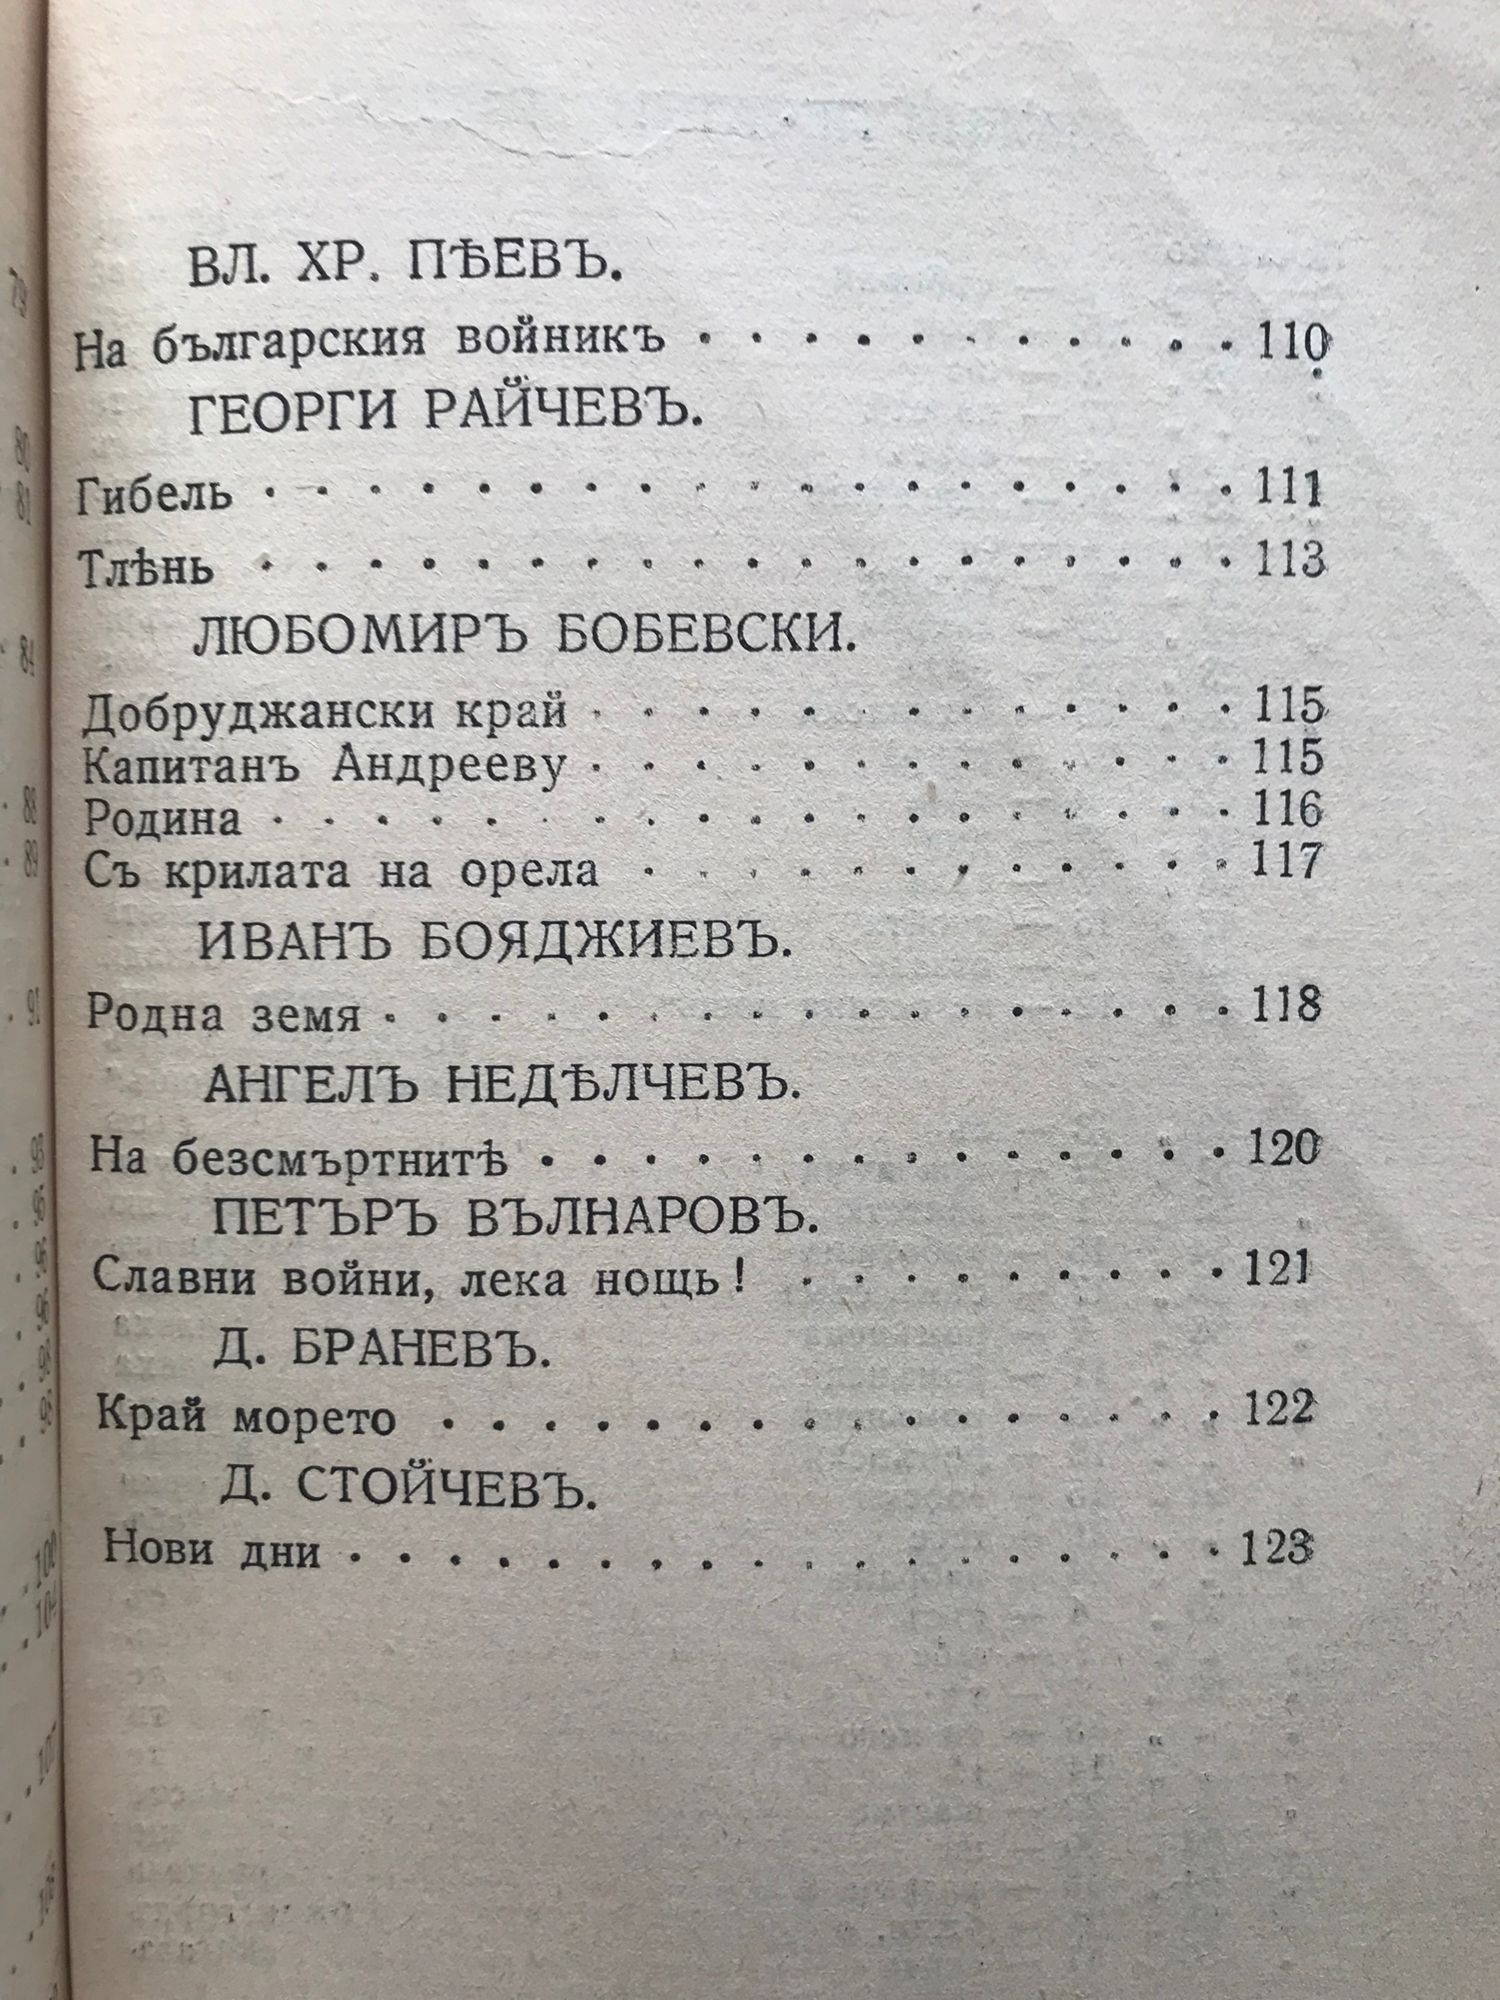 ВЛ. ХР. ПѢЕВЪ.
На българския войникъ . . . . . . . . . . . 110
ГЕОРГИ РАЙЧЕВЪ.
Гибель . . . . . . . . . . . . . . . . . . . 111
Тлѣнь . . . . . . . . . . . . . . . . . . . 113
ЛЮБОМИРЪ БОБЕВСКИ.
Добруджански край . . . . . . . . . . . . . 115
Капитанъ Андрееву . . . . . . . . . . . . . 115
Родина . . . . . . . . . . . . . . . . . . . 116
Съ крилата на орела . . . . . . . . . . . . 117
ИВАНЪ БОЯДЖИЕВЪ.
Родна земя . . . . . . . . . . . . . . . . . 118
АНГЕЛЪ НЕДѢЛЧЕВЪ.
На безсмъртнитѣ . . . . . . . . . . . . . . 120
ПЕТЪРЪ ВЪЛНАРОВЪ.
Славни войни, лека нощь! . . . . . . . . . 121
Д. БРАНЕВЪ.
Край морето . . . . . . . . . . . . . . . . 122
Д. СТОЙЧЕВЪ.
Нови дни . . . . . . . . . . . . . . . . . . 123